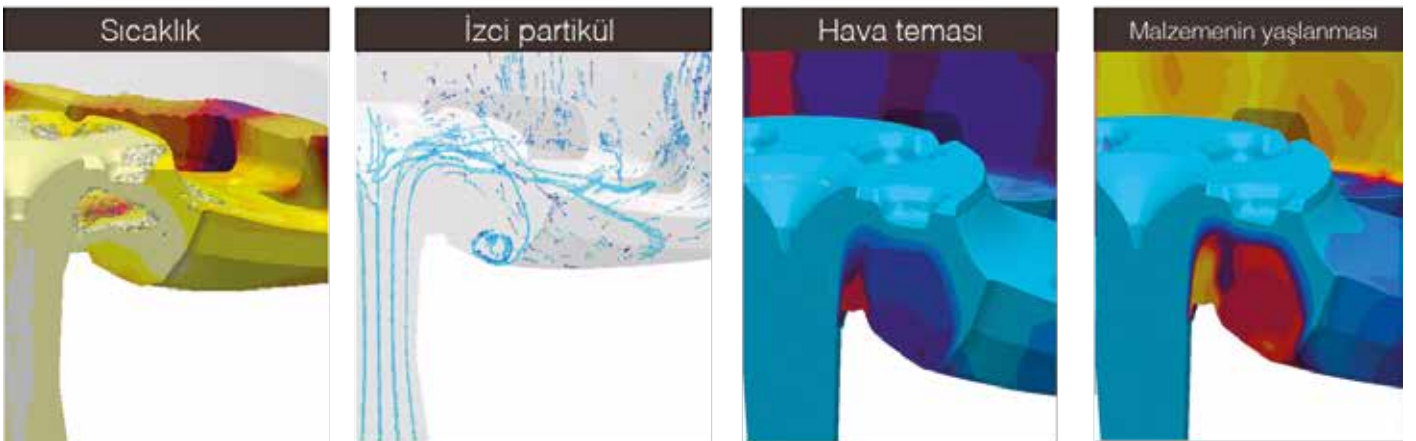 Sıcaklık
İzci partikül
Hava teması
Malzemenin yaşlanması